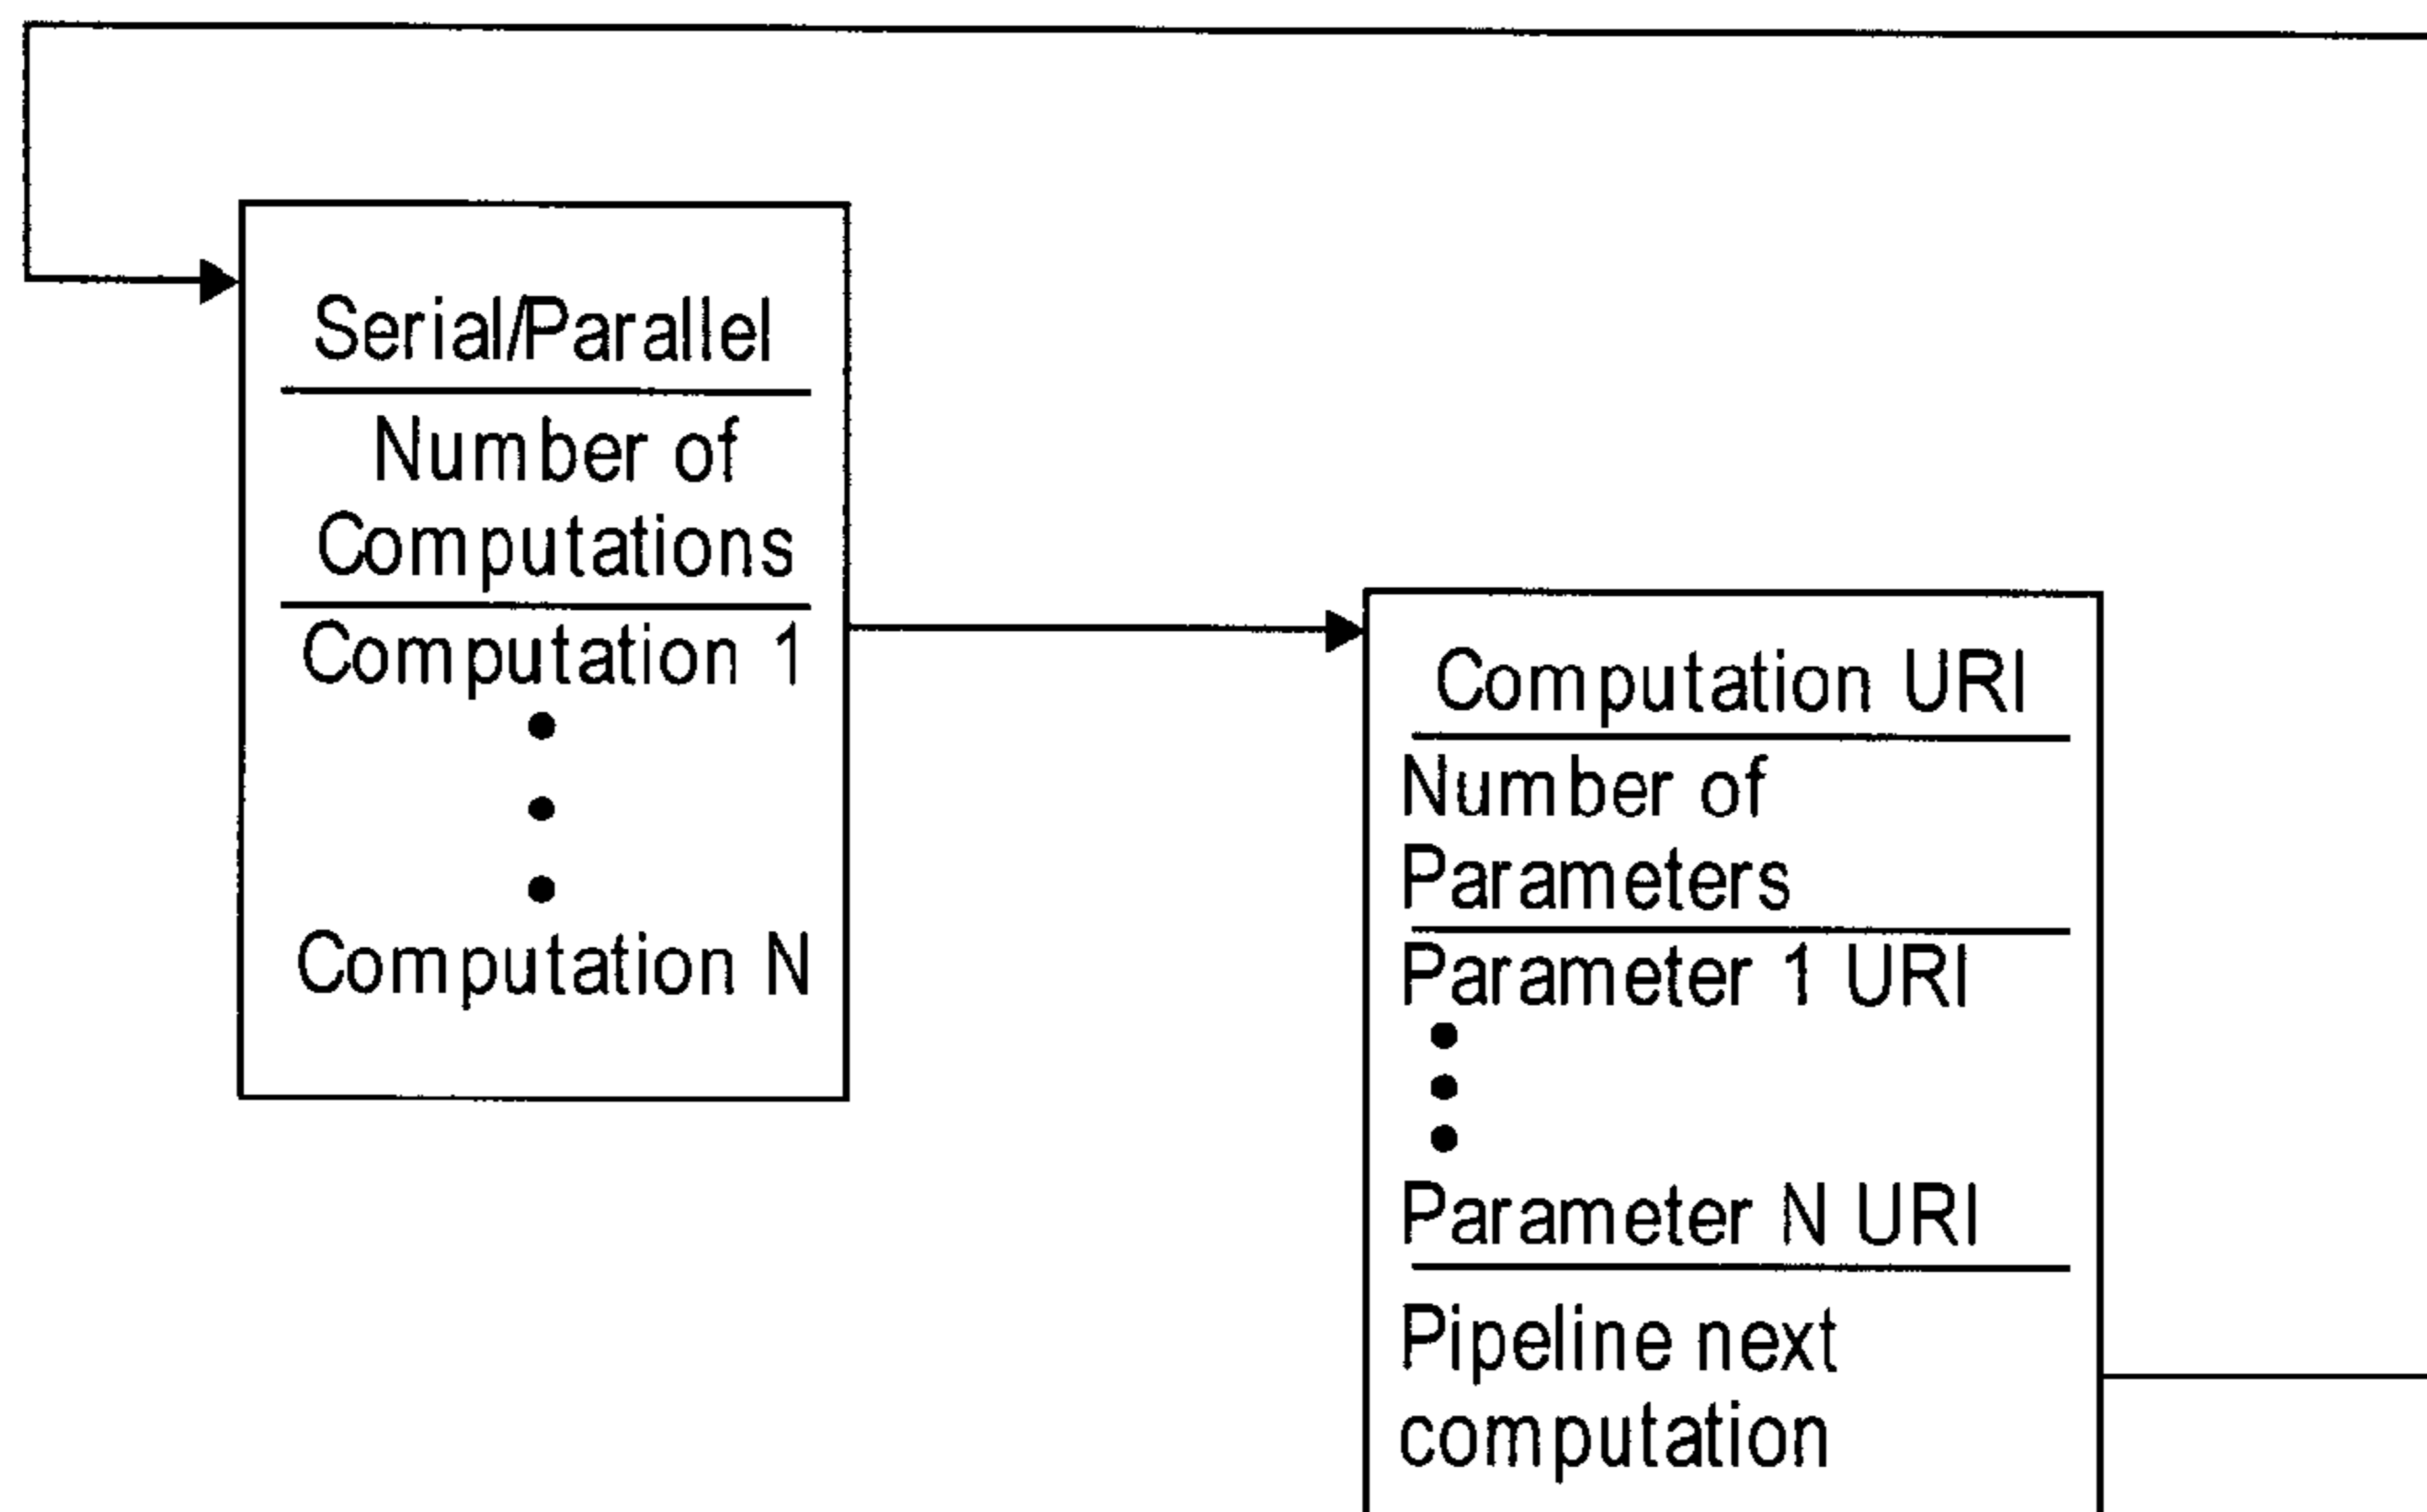 Serial/Parallel
Number of
Computations
Computation 1
Computation N
Computation URI
Number of
Parameters
Parameter 1 URI
Parameter N URI
Pipeline next
computation